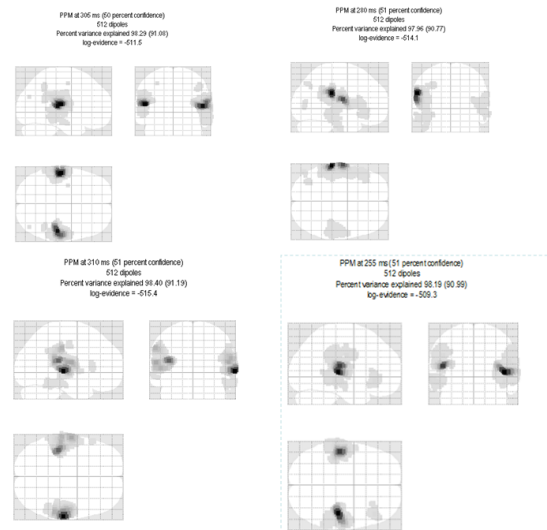 PPM at 305 ms (50 percent confidence)
512 dipoles
Percent variance explained 98.29 (91.08)
log-evidence = -511.5
PPM at 280 ms (51 percent confidence)
512 dipoles
Percent variance explained 97.96 (90.77)
log-evidence = -514.1
PPM at 310 ms (51 percent confidence)
512 dipoles
Percent variance explained 98.40 (91.19)
log-evidence = -515.4
PPM at 255 ms (51 percent confidence)
512 dipoles
Percent variance explained 98.19 (90.99)
log-evidence = -509.3